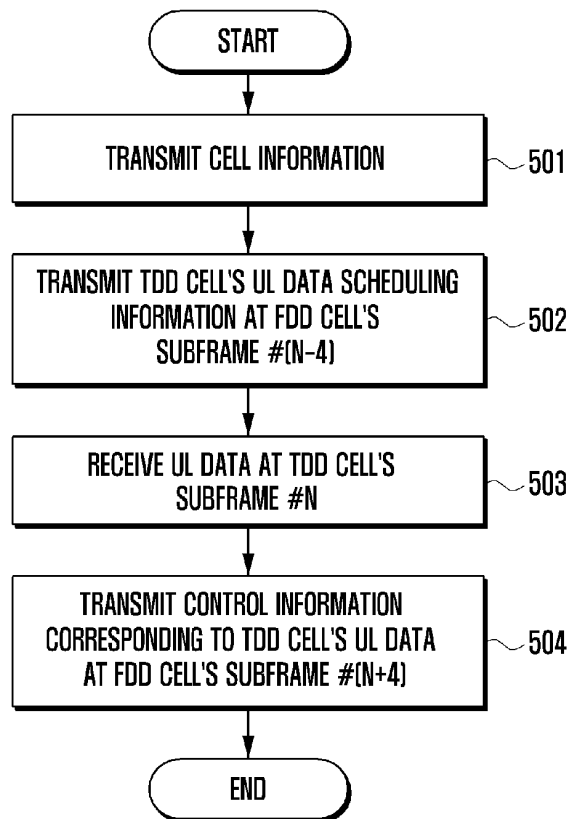 START
TRANSMIT CELL INFORMATION
501
TRANSMIT TDD CELL'S UL DATA SCHEDULING
INFORMATION AT FDD CELL'S
SUBFRAME #(N-4)
502
RECEIVE UL DATA AT TDD CELL'S
SUBFRAME #N
503
TRANSMIT CONTROL INFORMATION
CORRESPONDING TO TDD CELL'S UL DATA
AT FDD CELL'S SUBFRAME #(N+4)
504
END